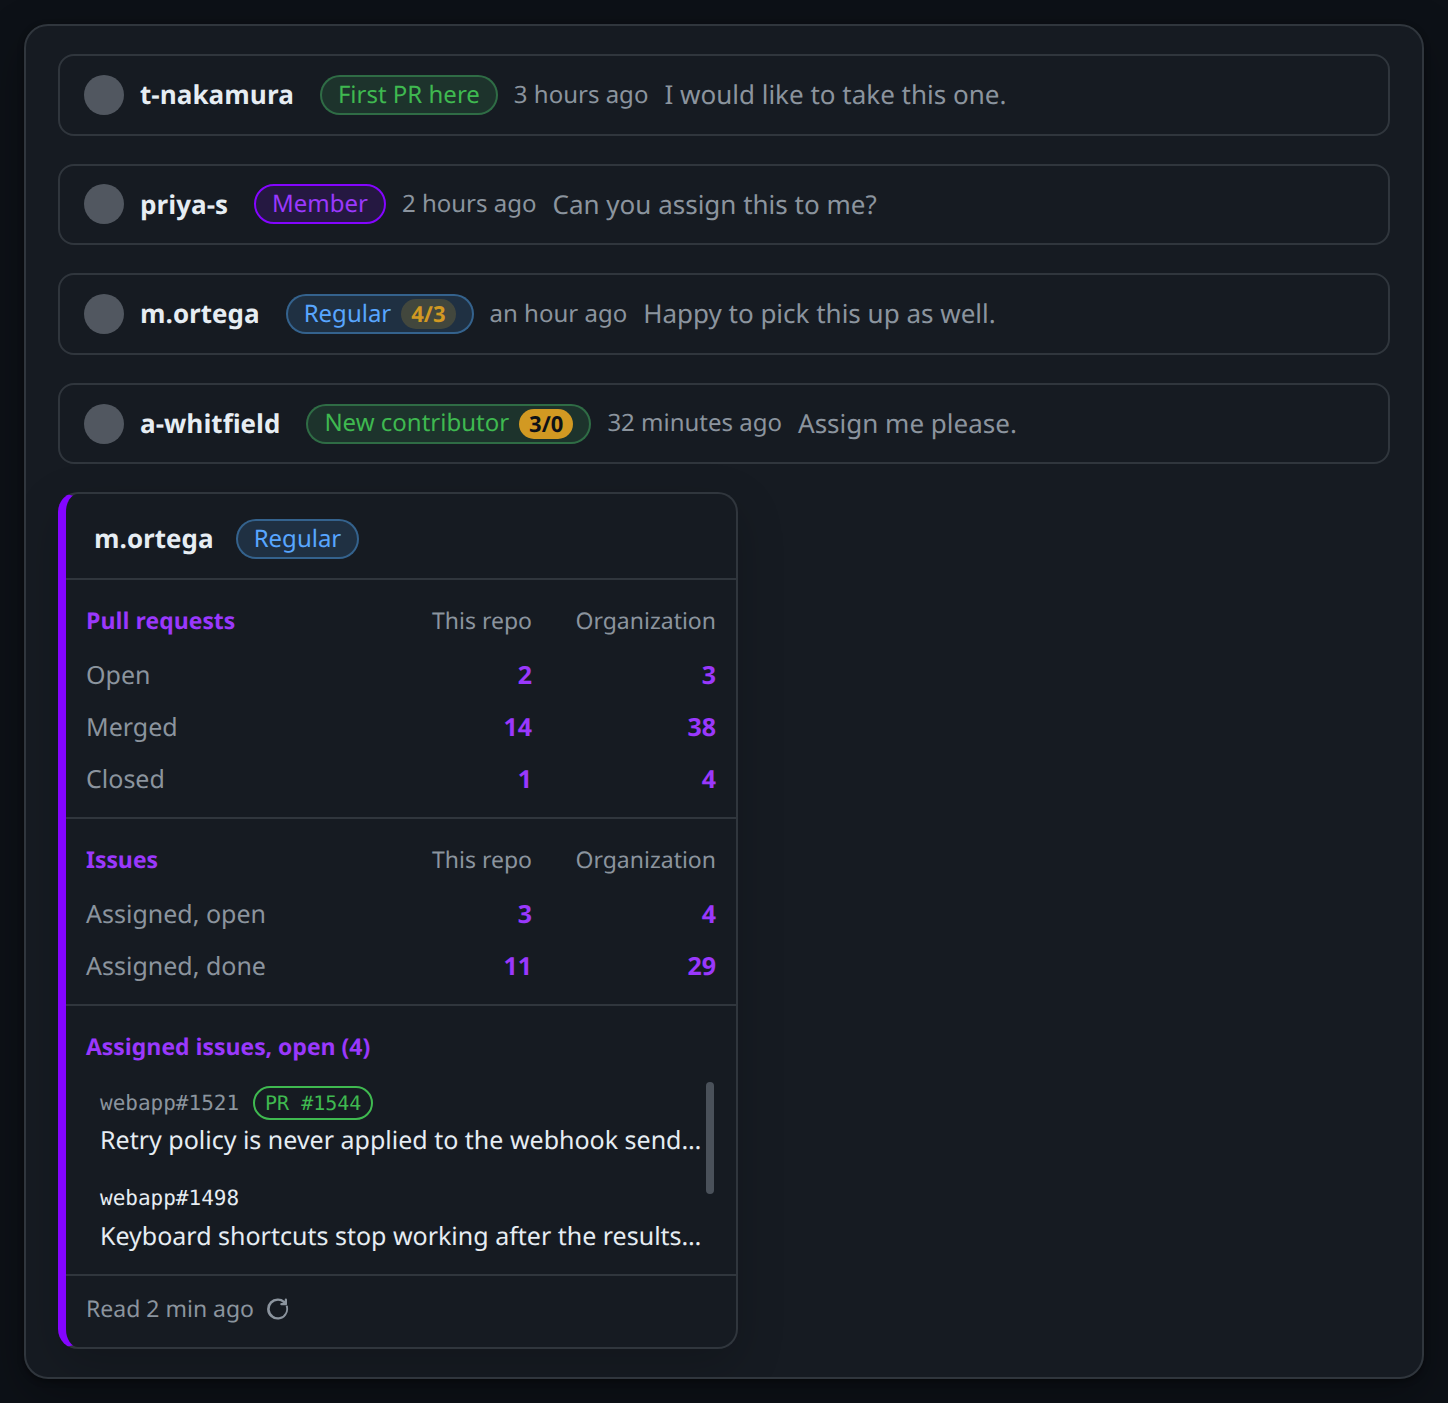 t-nakamura First PR here 3 hours ago I would like to take this one.
priya-s Member 2 hours ago Can you assign this to me?
m.ortega Regular 4/3 an hour ago Happy to pick this up as well.
a-whitfield New contributor 3/0 32 minutes ago Assign me please.
m.ortega Regular
Pull requests This repo Organization
Open 2 3
Merged 14 38
Closed 1 4
Issues This repo Organization
Assigned, open 3 4
Assigned, done 11 29
Assigned issues, open (4)
webapp#1521 PR #1544
Retry policy is never applied to the webhook send...
webapp#1498
Keyboard shortcuts stop working after the results...
Read 2 min ago